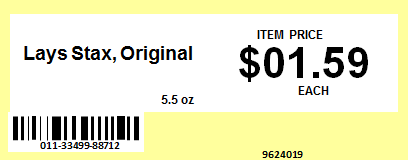 ITEM PRICE
Lays Stax, Original
$01.59
EACH
5.5 oz
011-33499-88712
9624019